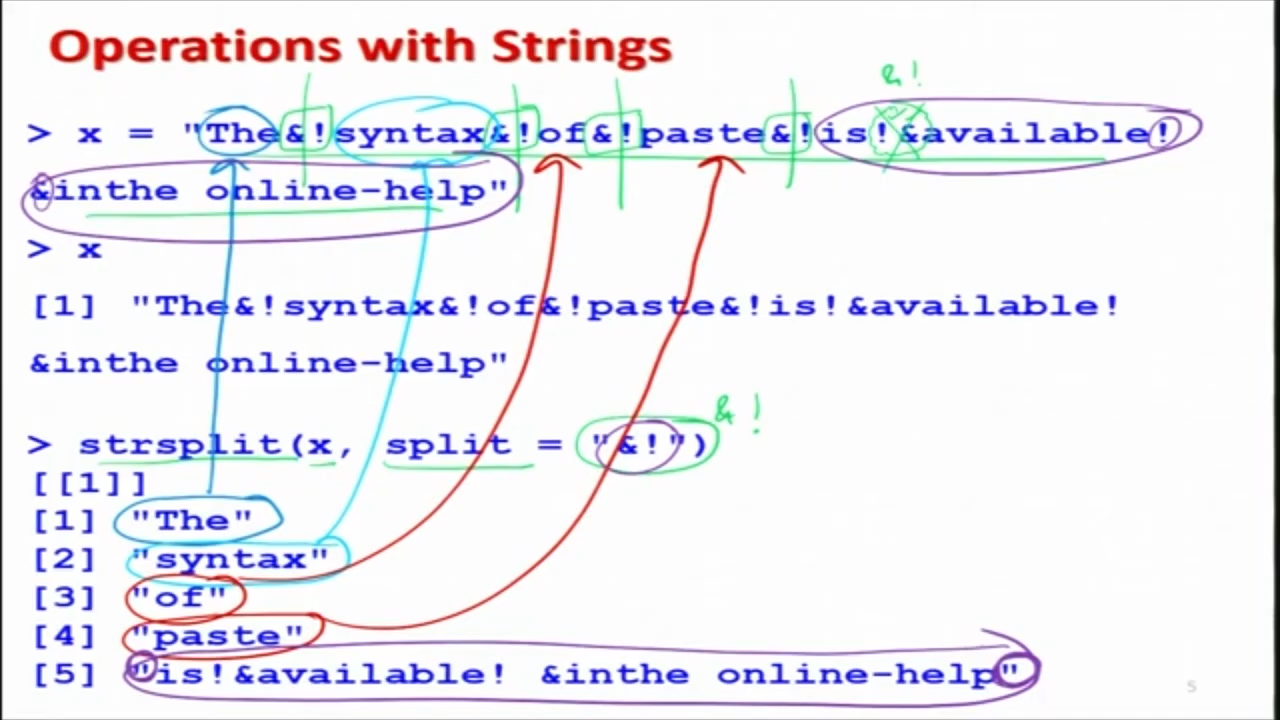 Operations with Strings
& !
> x = "The&!syntax&!of&!paste&!is!&available!
&inthe online-help"
> x
[1] "The&!syntax&!of&!paste&!is!&available!
&inthe online-help"
& !
> strsplit(x, split = "&!")
[[1]]
[1] "The"
[2] "syntax"
[3] "of"
[4] "paste"
[5] "is!&available! &inthe online-help"
5